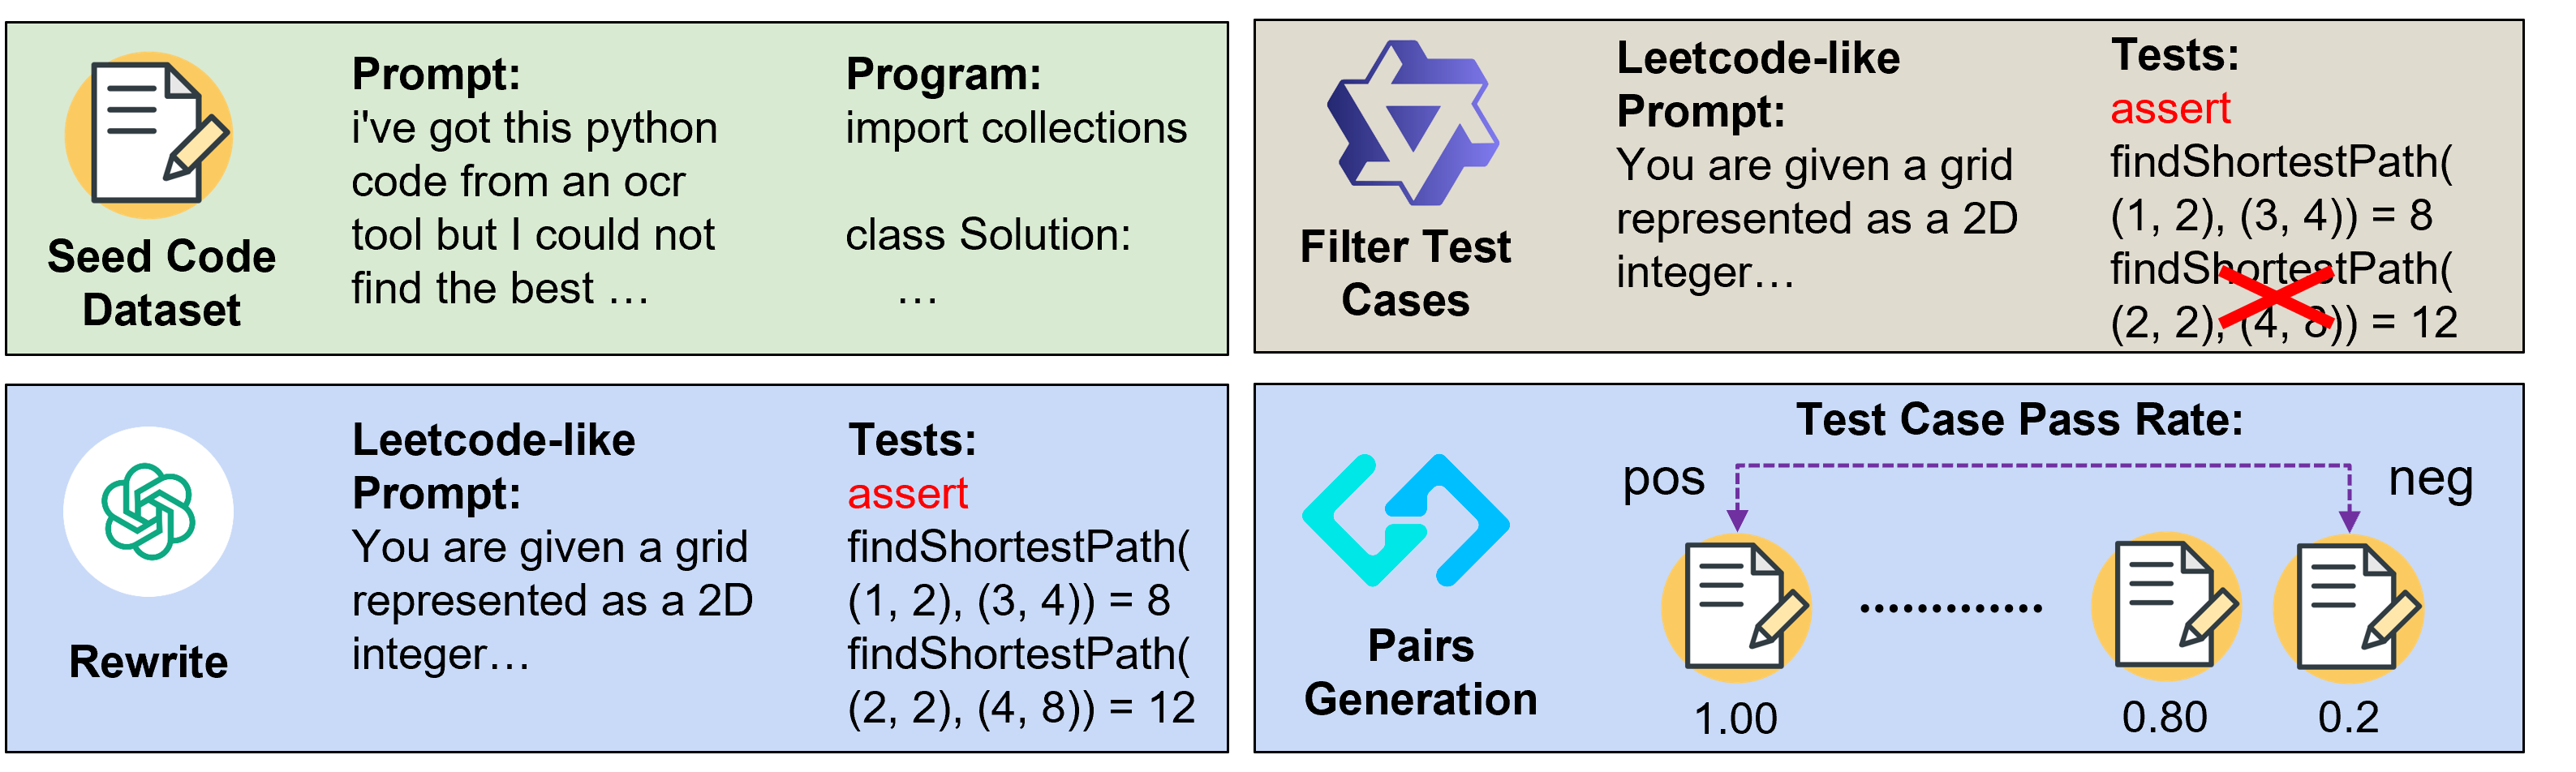 Seed Code
Dataset
Prompt:
i've got this python
code from an ocr
tool but I could not
find the best …
Program:
import collections
class Solution:
…
Filter Test
Cases
Leetcode-like
Prompt:
You are given a grid
represented as a 2D
integer…
Tests:
assert
findShortestPath(
(1, 2), (3, 4)) = 8
findShortestPath(
(2, 2), (4, 8)) = 12
Rewrite
Leetcode-like
Prompt:
You are given a grid
represented as a 2D
integer…
Tests:
assert
findShortestPath(
(1, 2), (3, 4)) = 8
findShortestPath(
(2, 2), (4, 8)) = 12
Pairs
Generation
Test Case Pass Rate:
pos
neg
.............
1.00
0.80
0.2